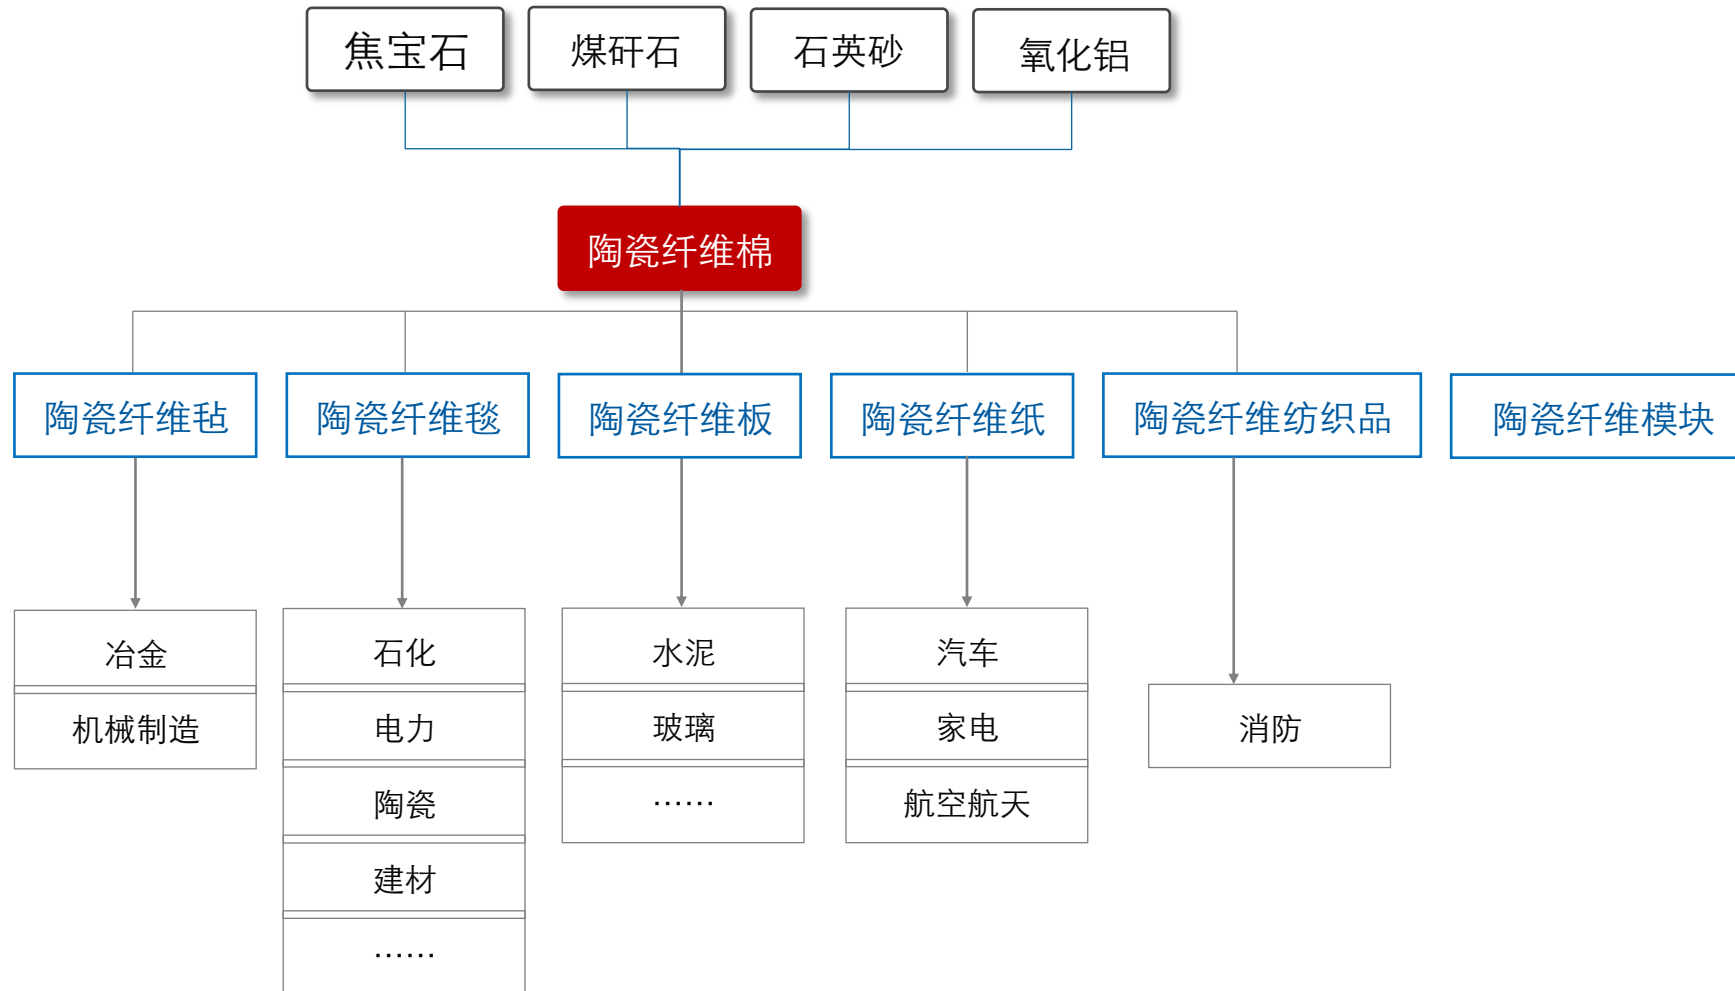 焦宝石
煤矸石
石英砂
氧化铝
陶瓷纤维棉
陶瓷纤维毡
陶瓷纤维毯
陶瓷纤维板
陶瓷纤维纸
陶瓷纤维纺织品
陶瓷纤维模块
冶金
机械制造
石化
电力
陶瓷
建材
……
水泥
玻璃
……
汽车
家电
航空航天
消防